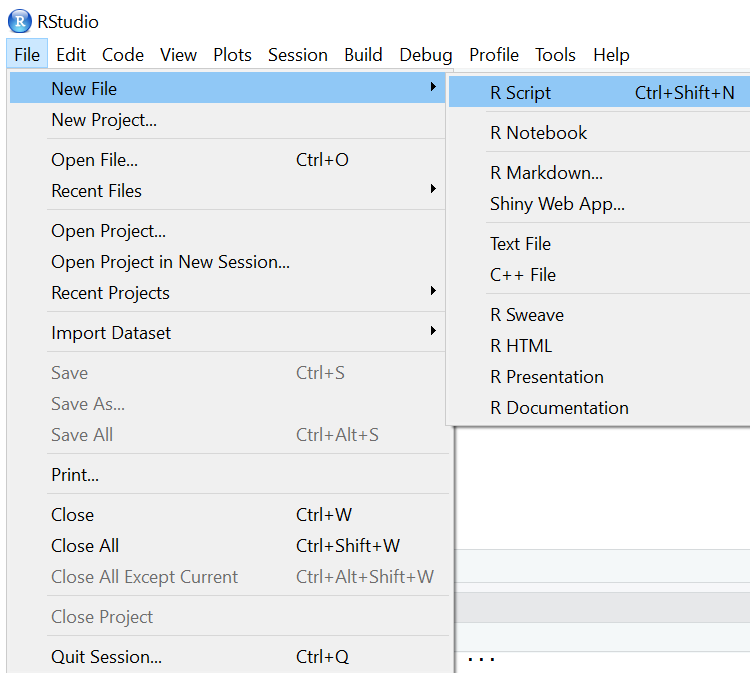 R RStudio
File Edit Code View Plots Session Build Debug Profile Tools Help
New File
New Project...
Open File... Ctrl+O
Recent Files
Open Project...
Open Project in New Session...
Recent Projects
Import Dataset
Save Ctrl+S
Save As...
Save All Ctrl+Alt+S
Print...
Close Ctrl+W
Close All Ctrl+Shift+W
Close All Except Current Ctrl+Alt+Shift+W
Close Project
Quit Session... Ctrl+Q
R Script Ctrl+Shift+N
R Notebook
R Markdown...
Shiny Web App...
Text File
C++ File
R Sweave
R HTML
R Presentation
R Documentation
...